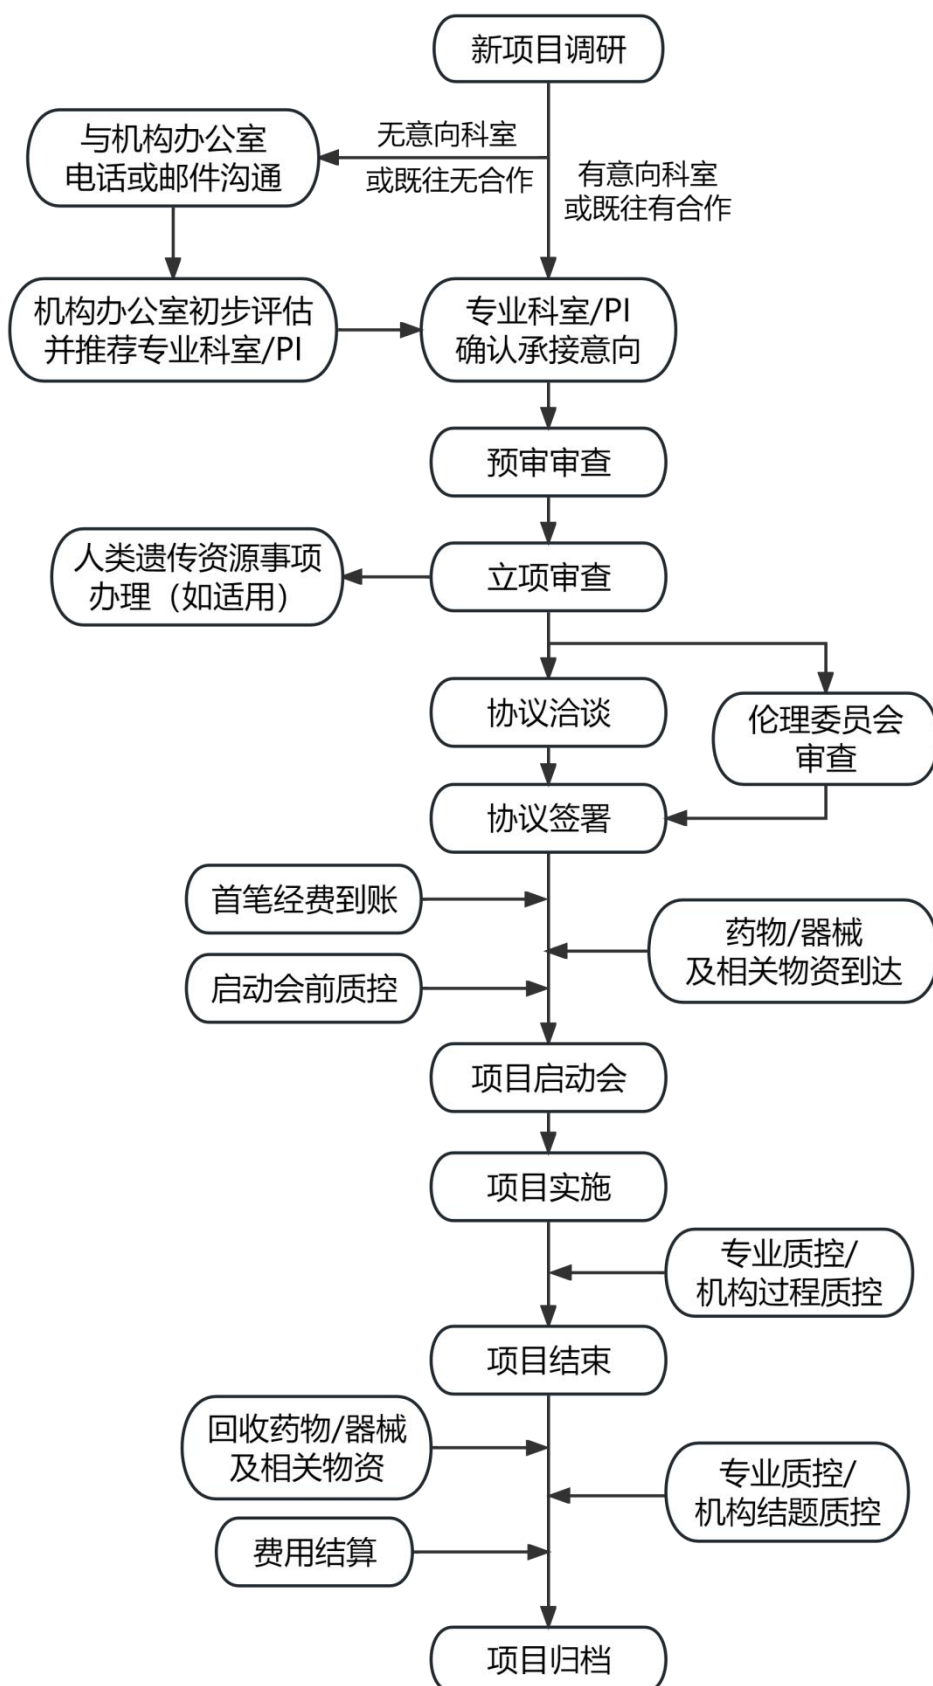 新项目调研
与机构办公室
电话或邮件沟通
无意向科室
或既往无合作
有意向科室
或既往有合作
机构办公室初步评估
并推荐专业科室/PI
专业科室/PI
确认承接意向
预审审查
人类遗传资源事项
办理（如适用）
立项审查
协议洽谈
伦理委员会
审查
协议签署
首笔经费到账
药物/器械
及相关物资到达
启动会前质控
项目启动会
项目实施
专业质控/
机构过程质控
项目结束
回收药物/器械
及相关物资
专业质控/
机构结题质控
费用结算
项目归档